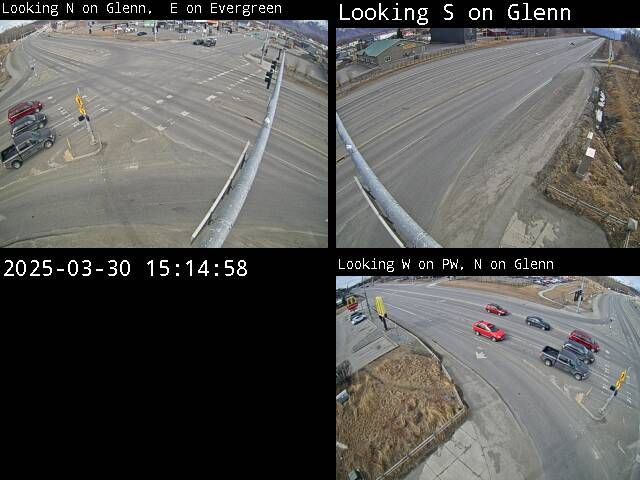 Looking N on Glenn,  E on Evergreen
Looking S on Glenn
2025-03-30 15:14:58
Looking W on PW, N on Glenn